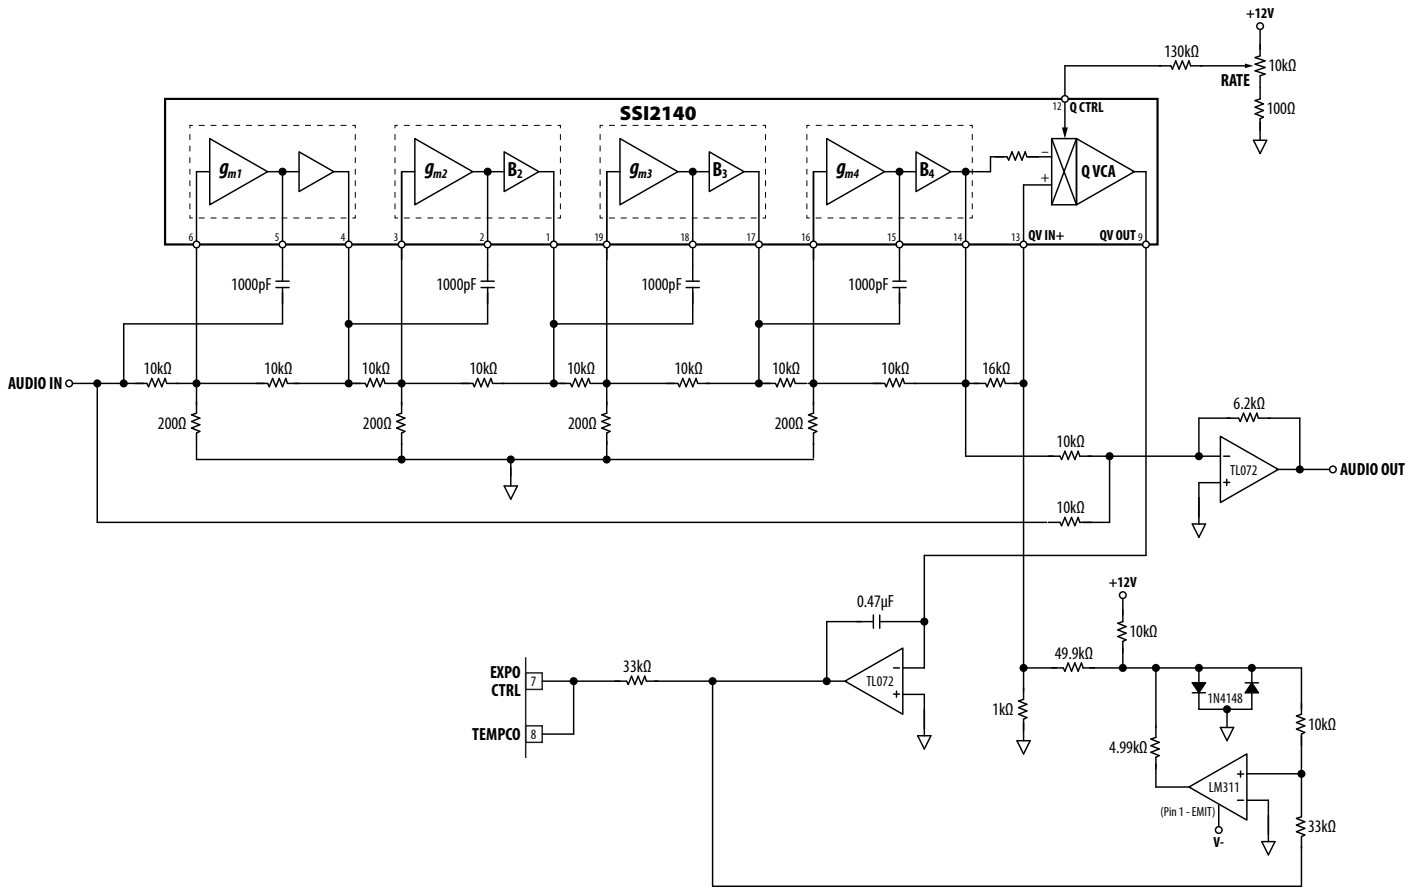 +12V
130kΩ
10kΩ
RATE
100Ω
12
Q CTRL
SSI2140
gm1
gm2
B2
gm3
B3
gm4
B4
−
+
Q VCA
6
5
4
3
2
1
19
18
17
16
15
14
13
QV IN+
QV OUT
9
1000pF
1000pF
1000pF
1000pF
AUDIO IN
10kΩ
10kΩ
10kΩ
10kΩ
10kΩ
10kΩ
10kΩ
10kΩ
16kΩ
200Ω
200Ω
200Ω
200Ω
6.2kΩ
10kΩ
−
TL072
+
AUDIO OUT
10kΩ
+12V
0.47µF
10kΩ
49.9kΩ
EXPO
CTRL
7
33kΩ
−
TL072
+
TEMPCO
8
1kΩ
1N4148
10kΩ
4.99kΩ
+
LM311
−
(Pin 1 - EMIT)
V-
33kΩ